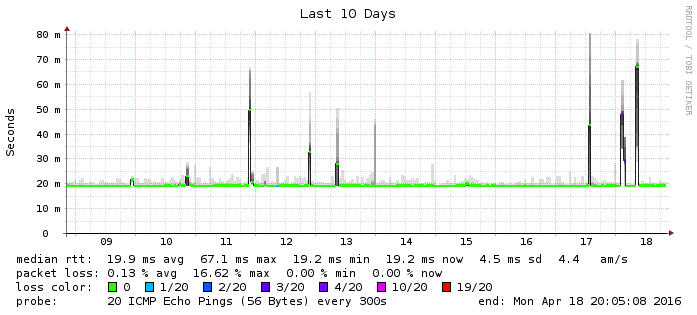 Last 10 Days
RRDTOOL / TOBI OETIKER
Seconds
80 m
70 m
60 m
50 m
40 m
30 m
20 m
10 m
0
09 10 11 12 13 14 15 16 17 18
median rtt: 19.9 ms avg 67.1 ms max 19.2 ms min 19.2 ms now 4.5 ms sd 4.4 am/s
packet loss: 0.13 % avg 16.62 % max 0.00 % min 0.00 % now
loss color: 0 1/20 2/20 3/20 4/20 10/20 19/20
probe: 20 ICMP Echo Pings (56 Bytes) every 300s end: Mon Apr 18 20:05:08 2016